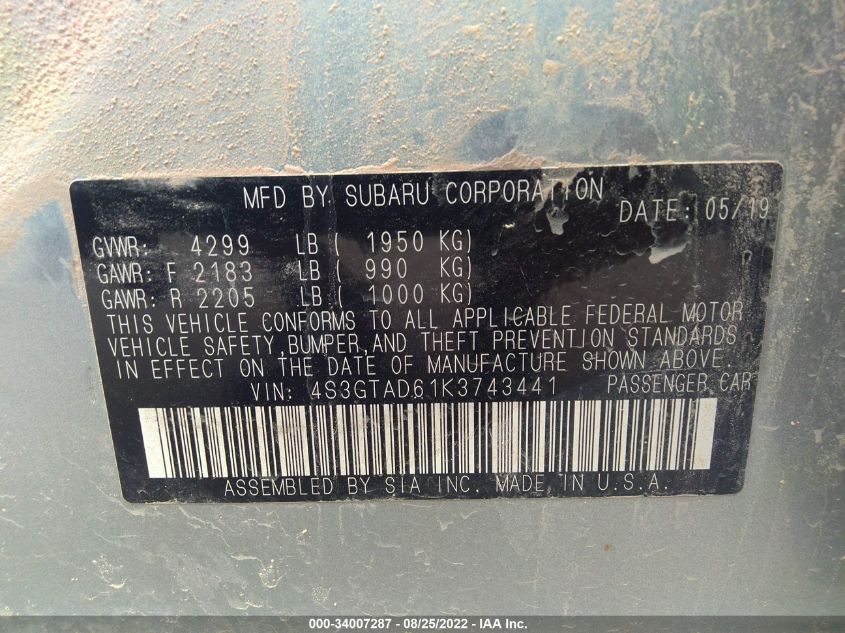 MFD BY SUBARU CORPORATION DATE: 05/19
GVWR: 4299 LB ( 1950 KG)
GAWR: F 2183 LB ( 990 KG)
GAWR: R 2205 LB ( 1000 KG)
THIS VEHICLE CONFORMS TO ALL APPLICABLE FEDERAL MOTOR
VEHICLE SAFETY,BUMPER,AND THEFT PREVENTION STANDARDS
IN EFFECT ON THE DATE OF MANUFACTURE SHOWN ABOVE.
VIN: 4S3GTAD61K3743441 PASSENGER CAR
ASSEMBLED BY SIA INC. MADE IN U.S.A.
000-34007287 - 08/25/2022 - IAA Inc.